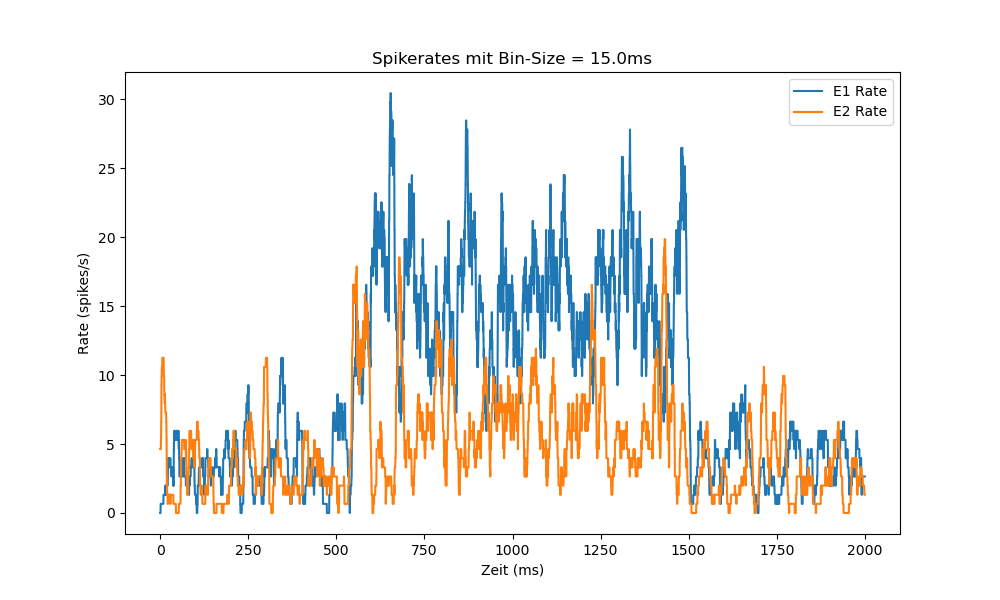 Spikerates mit Bin-Size = 15.0ms
E1 Rate
E2 Rate
30
25
20
15
10
5
0
Rate (spikes/s)
0 250 500 750 1000 1250 1500 1750 2000
Zeit (ms)